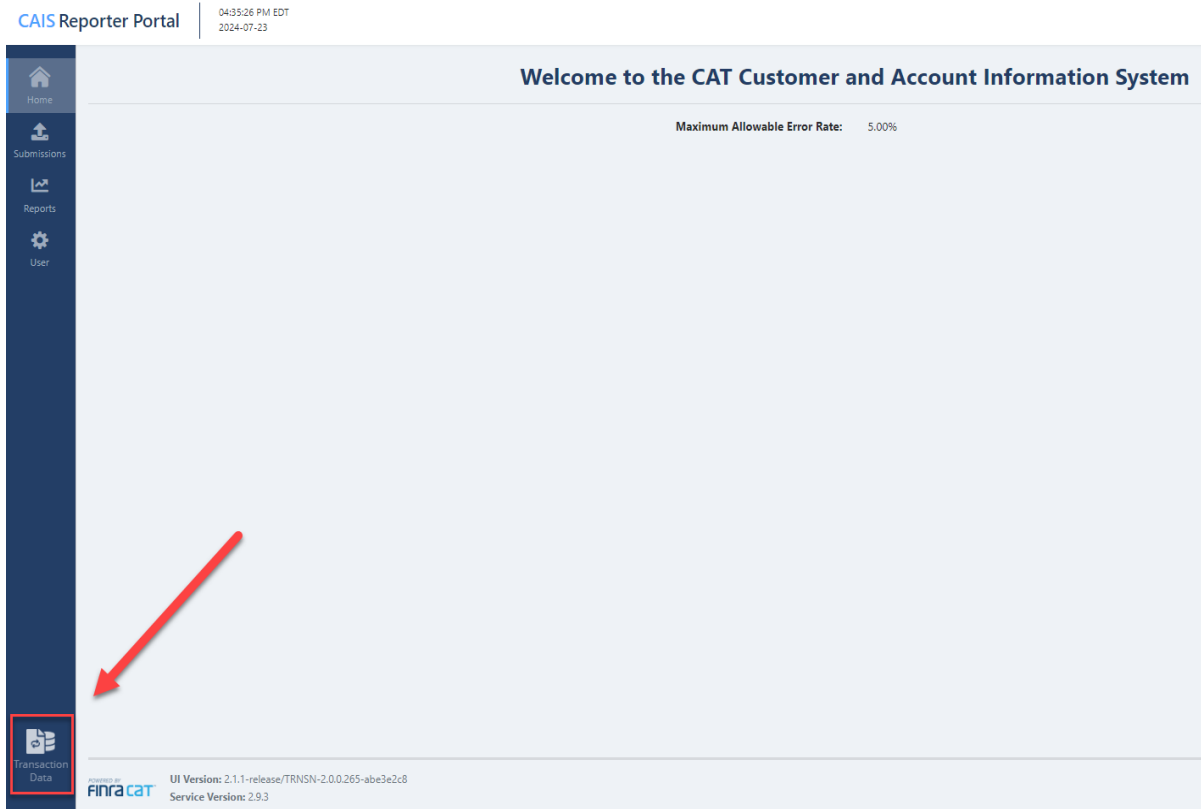 CAIS Reporter Portal
04:35:26 PM EDT
2024-07-23
Home
Submissions
Reports
User
Transaction
Data
Welcome to the CAT Customer and Account Information System
Maximum Allowable Error Rate: 5.00%
POWERED BY
FINRA CAT
UI Version: 2.1.1-release/TRNSN-2.0.0.265-abe3e2c8
Service Version: 2.9.3